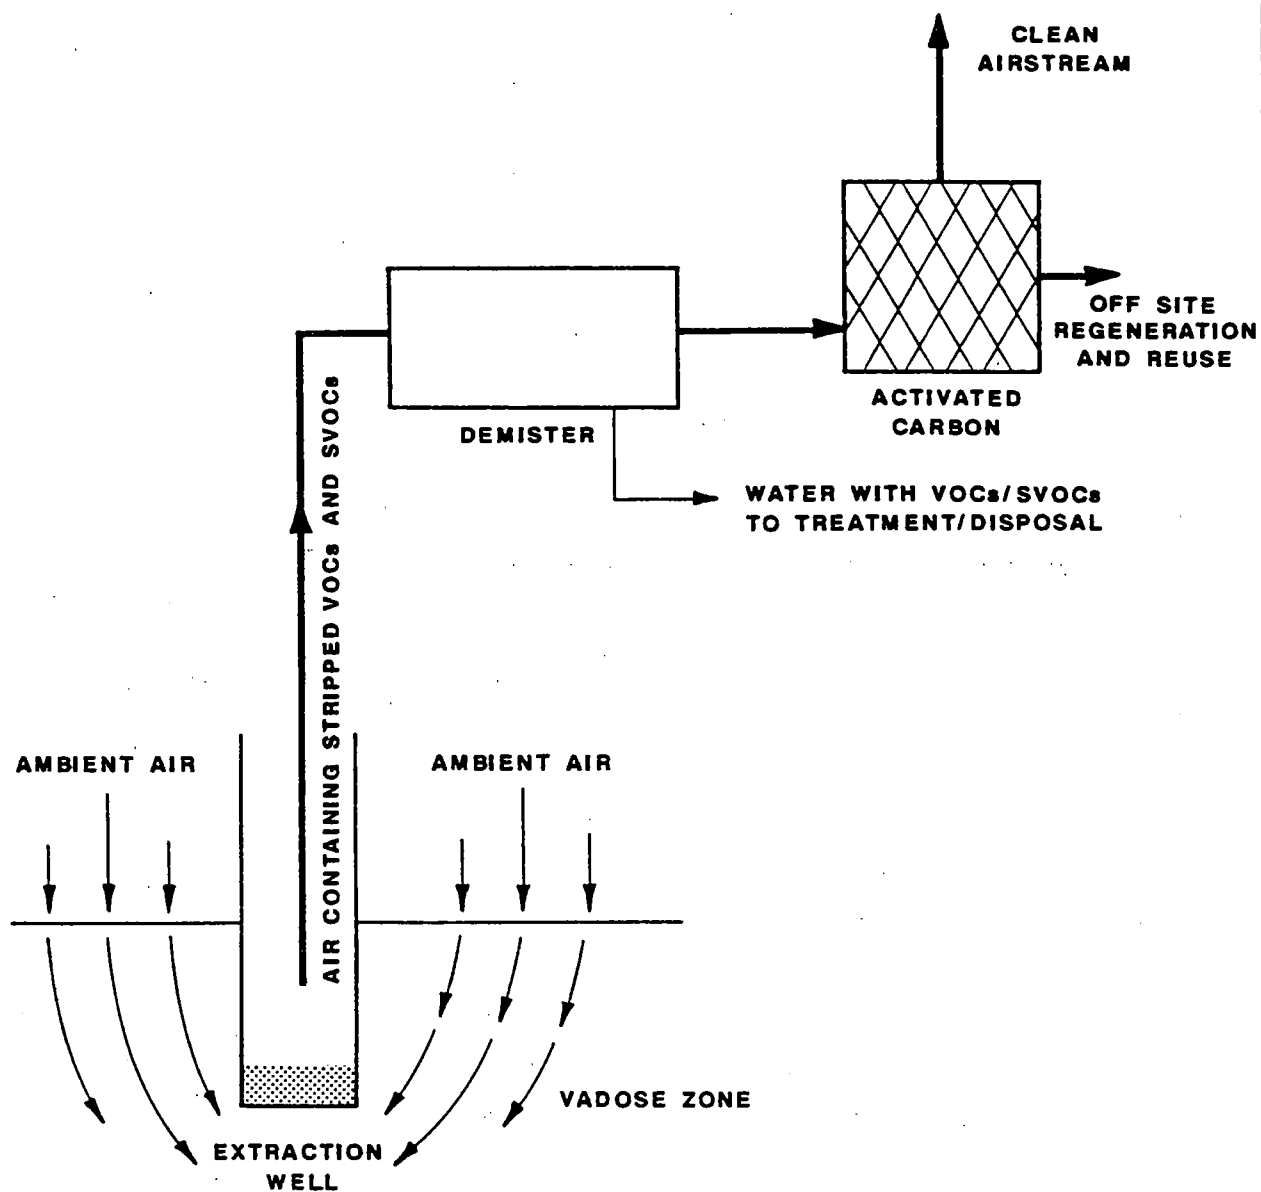 CLEAN
AIRSTREAM
OFF SITE
REGENERATION
AND REUSE
ACTIVATED
CARBON
DEMISTER
WATER WITH VOCs/SVOCs
TO TREATMENT/DISPOSAL
AIR CONTAINING STRIPPED VOCs AND SVOCs
AMBIENT AIR
AMBIENT AIR
VADOSE ZONE
EXTRACTION
WELL